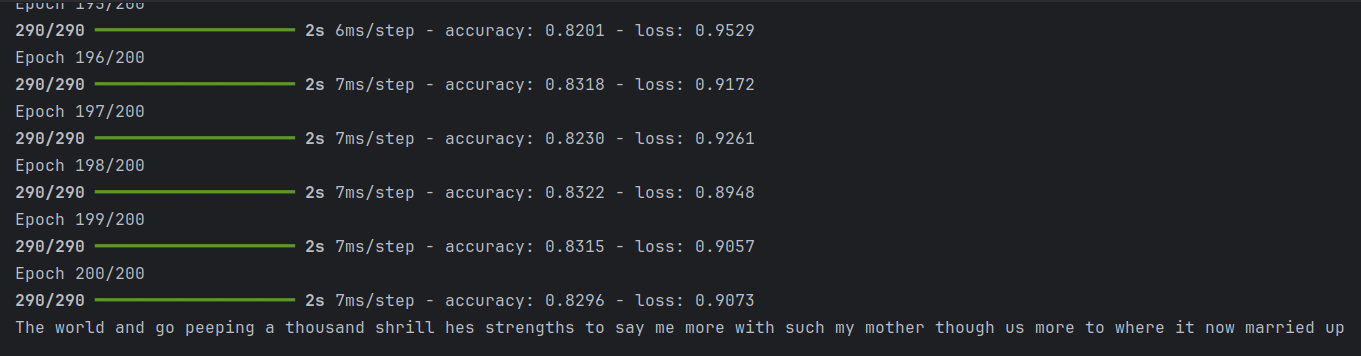 Epoch 195/200
290/290 ━━━━━━━━━━━━━━━━━━━━ 2s 6ms/step - accuracy: 0.8201 - loss: 0.9529
Epoch 196/200
290/290 ━━━━━━━━━━━━━━━━━━━━ 2s 7ms/step - accuracy: 0.8318 - loss: 0.9172
Epoch 197/200
290/290 ━━━━━━━━━━━━━━━━━━━━ 2s 7ms/step - accuracy: 0.8230 - loss: 0.9261
Epoch 198/200
290/290 ━━━━━━━━━━━━━━━━━━━━ 2s 7ms/step - accuracy: 0.8322 - loss: 0.8948
Epoch 199/200
290/290 ━━━━━━━━━━━━━━━━━━━━ 2s 7ms/step - accuracy: 0.8315 - loss: 0.9057
Epoch 200/200
290/290 ━━━━━━━━━━━━━━━━━━━━ 2s 7ms/step - accuracy: 0.8296 - loss: 0.9073
The world and go peeping a thousand shrill hes strengths to say me more with such my mother though us more to where it now married up